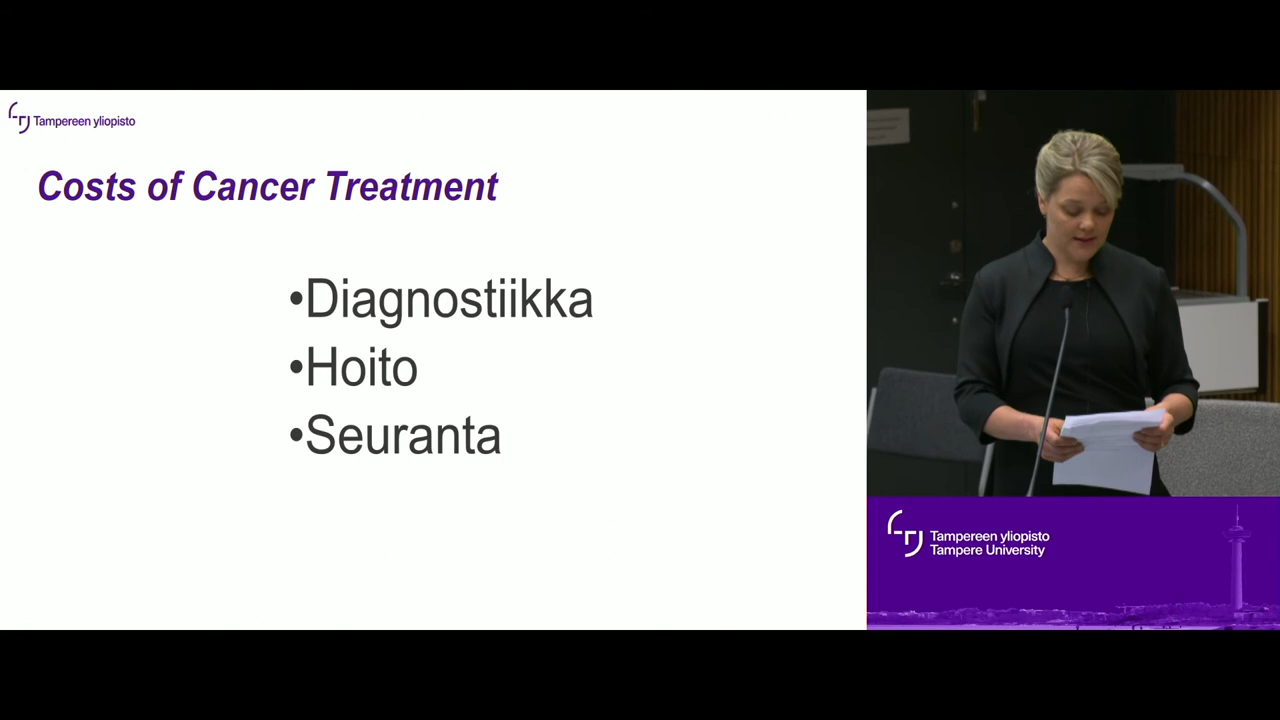 Tampereen yliopisto
Costs of Cancer Treatment
•Diagnostiikka
•Hoito
•Seuranta
Tampereen yliopisto
Tampere University